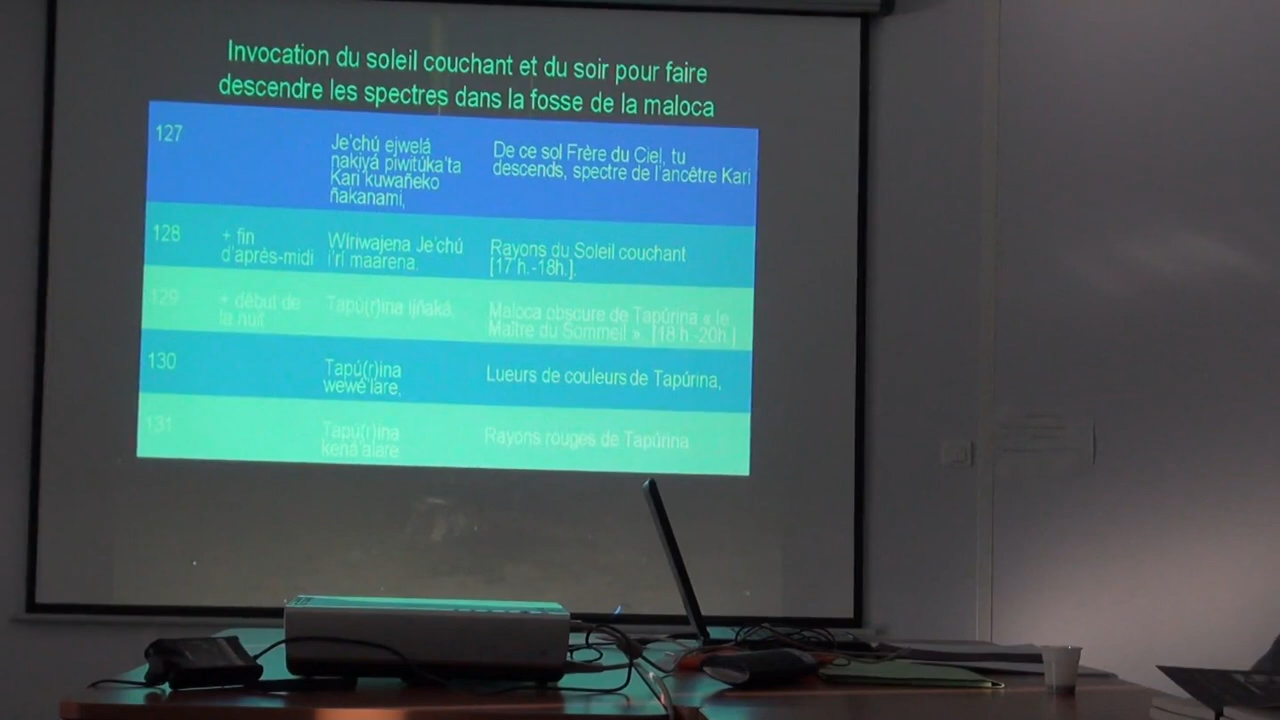 Invocation du soleil couchant et du soir pour faire
descendre les spectres dans la fosse de la maloca
127
Je'chú ejwelá
nakiyá piwitúka'ta
Kari kuwañeko
ñakanami,
De ce sol Frère du Ciel, tu
descends, spectre de l'ancêtre Kari
128
+ fin
d'après-midi
Wiriwajena Je'chú
i'rí maarena.
Rayons du Soleil couchant
[17 h.-18h.].
129
+ début de
la nuit
Tapú(r)ina ijñaká.
Maloca obscure de Tapúrina « le
Maître du Sommeil ». [18 h.-20h.]
130
Tapú(r)ina
wewé'lare,
Lueurs de couleurs de Tapúrina,
131
Tapú(r)ina
kená'alare
Rayons rouges de Tapúrina